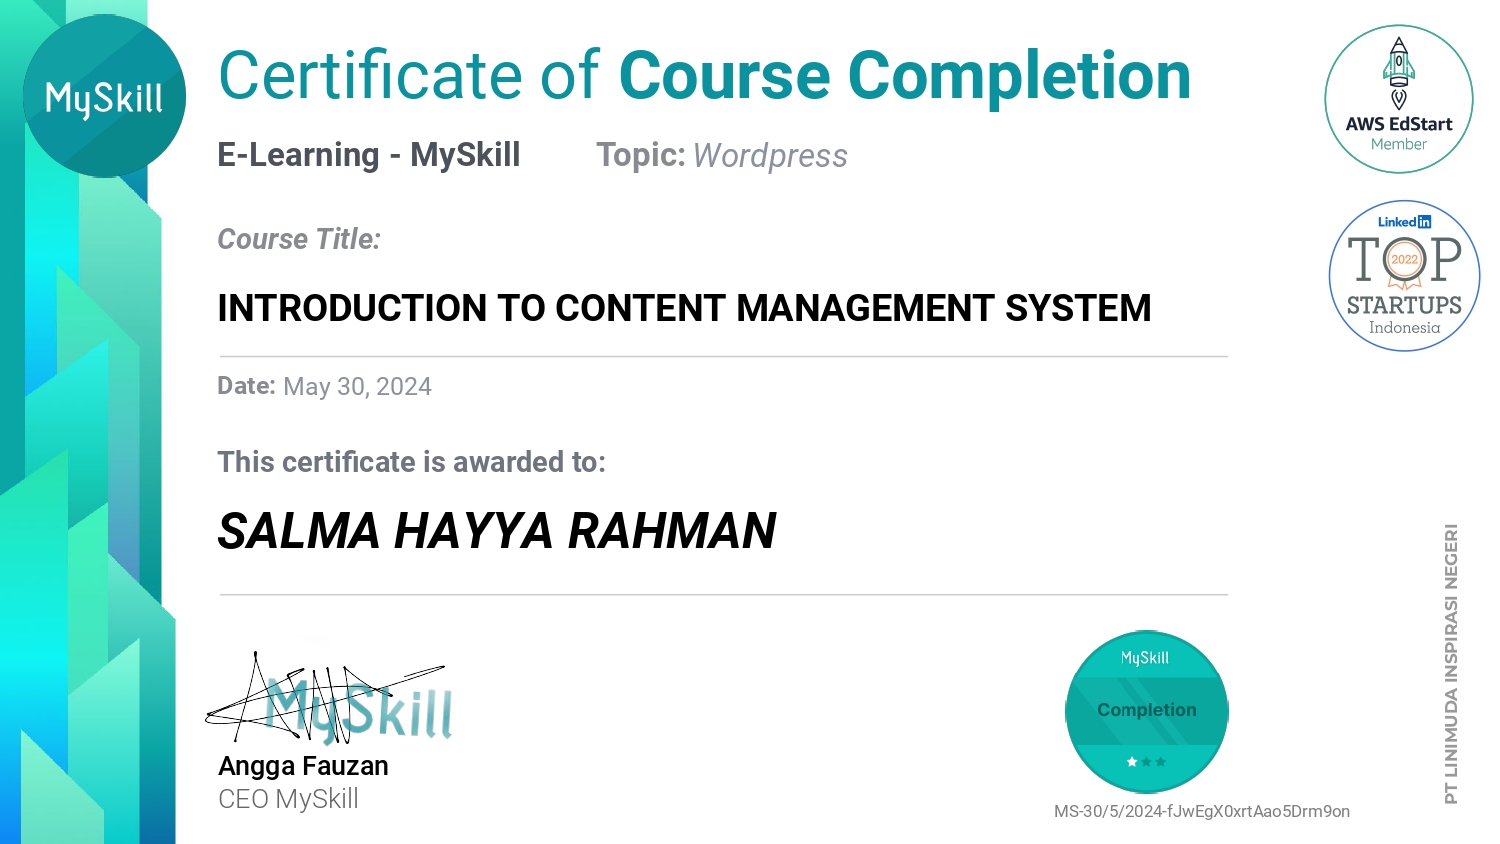 MySkill
Certificate of Course Completion
E-Learning - MySkill
Topic: Wordpress
Course Title:
INTRODUCTION TO CONTENT MANAGEMENT SYSTEM
Date: May 30, 2024
This certificate is awarded to:
SALMA HAYYA RAHMAN
MySkill
Angga Fauzan
CEO MySkill
AWS EdStart
Member
Linked in
TOP
2022
STARTUPS
Indonesia
PT LINIMUDA INSPIRASI NEGERI
MySkill
Completion
MS-30/5/2024-fJwEgX0xrtAao5Drm9on